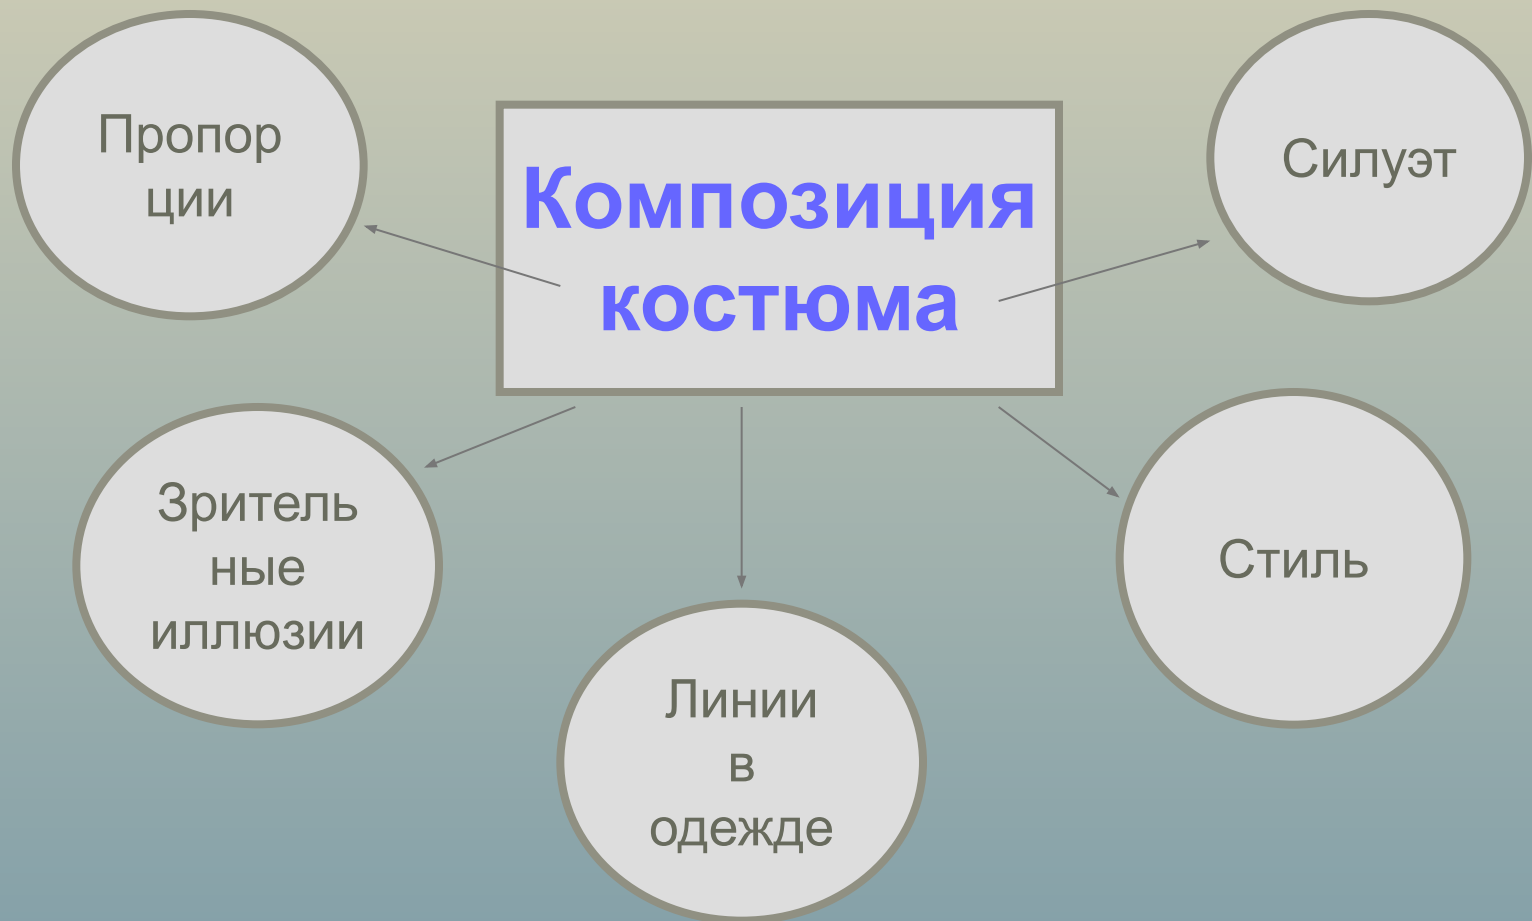 Пропор
ции
Композиция
костюма
Силуэт
Зритель
ные
иллюзии
Линии
в
одежде
Стиль